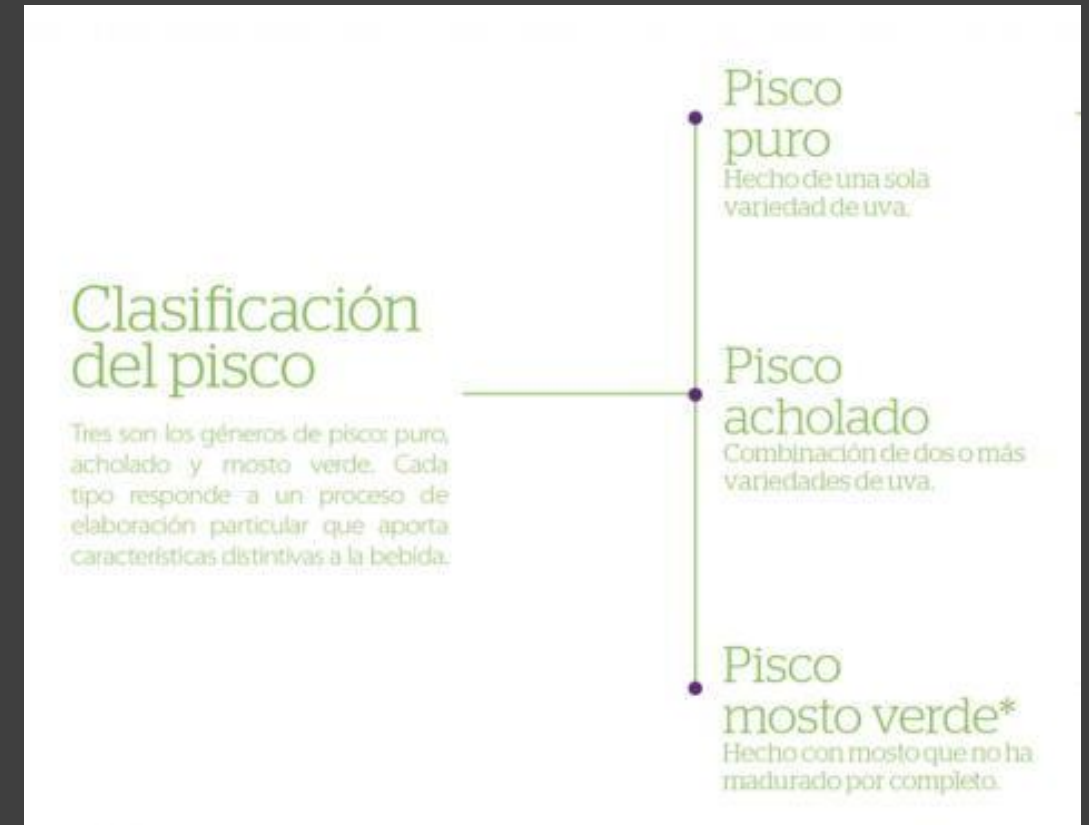 Clasificación
del pisco
Tres son los géneros de pisco: puro,
acholado y mosto verde. Cada
tipo responde a un proceso de
elaboración particular que aporta
características distintivas a la bebida.
Pisco
puro
Hecho de una sola
variedad de uva.
Pisco
acholado
Combinación de dos o más
variedades de uva.
Pisco
mosto verde*
Hecho con mosto que no ha
madurado por completo.